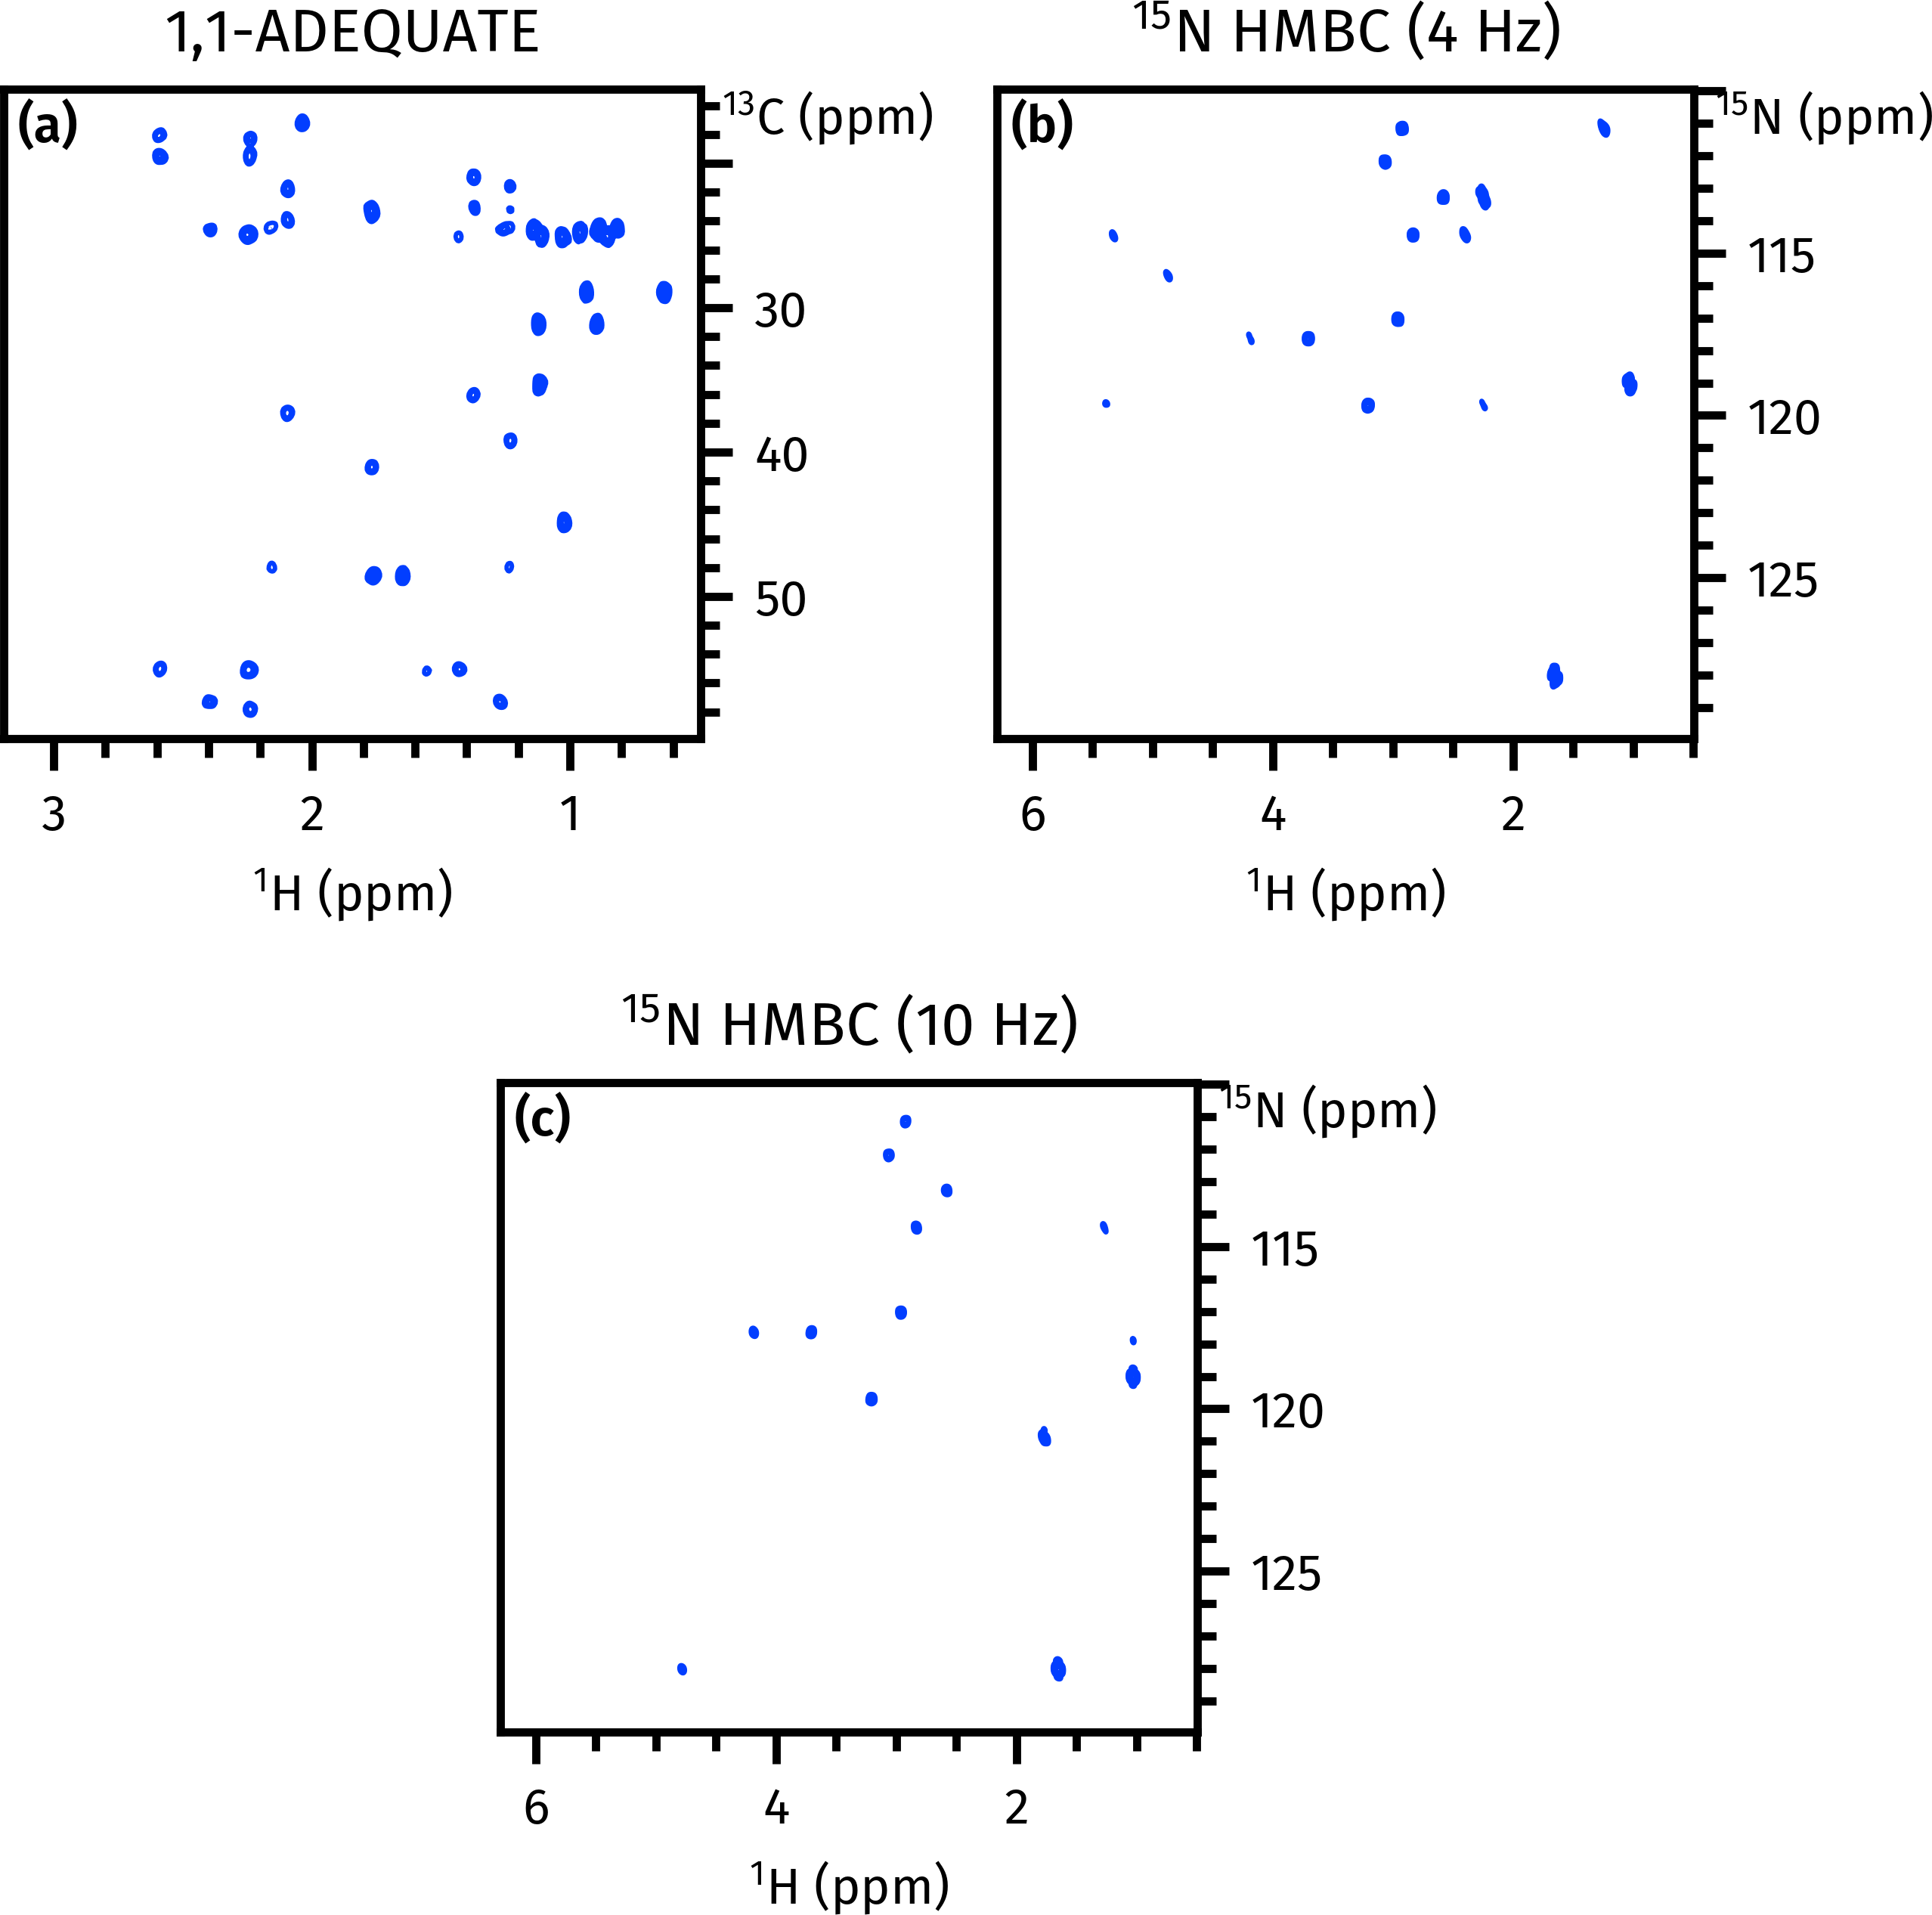 1,1-ADEQUATE
(a)
¹³C (ppm)
30
40
50
3 2 1
¹H (ppm)
¹⁵N HMBC (4 Hz)
(b)
¹⁵N (ppm)
115
120
125
6 4 2
¹H (ppm)
¹⁵N HMBC (10 Hz)
(c)
¹⁵N (ppm)
115
120
125
6 4 2
¹H (ppm)